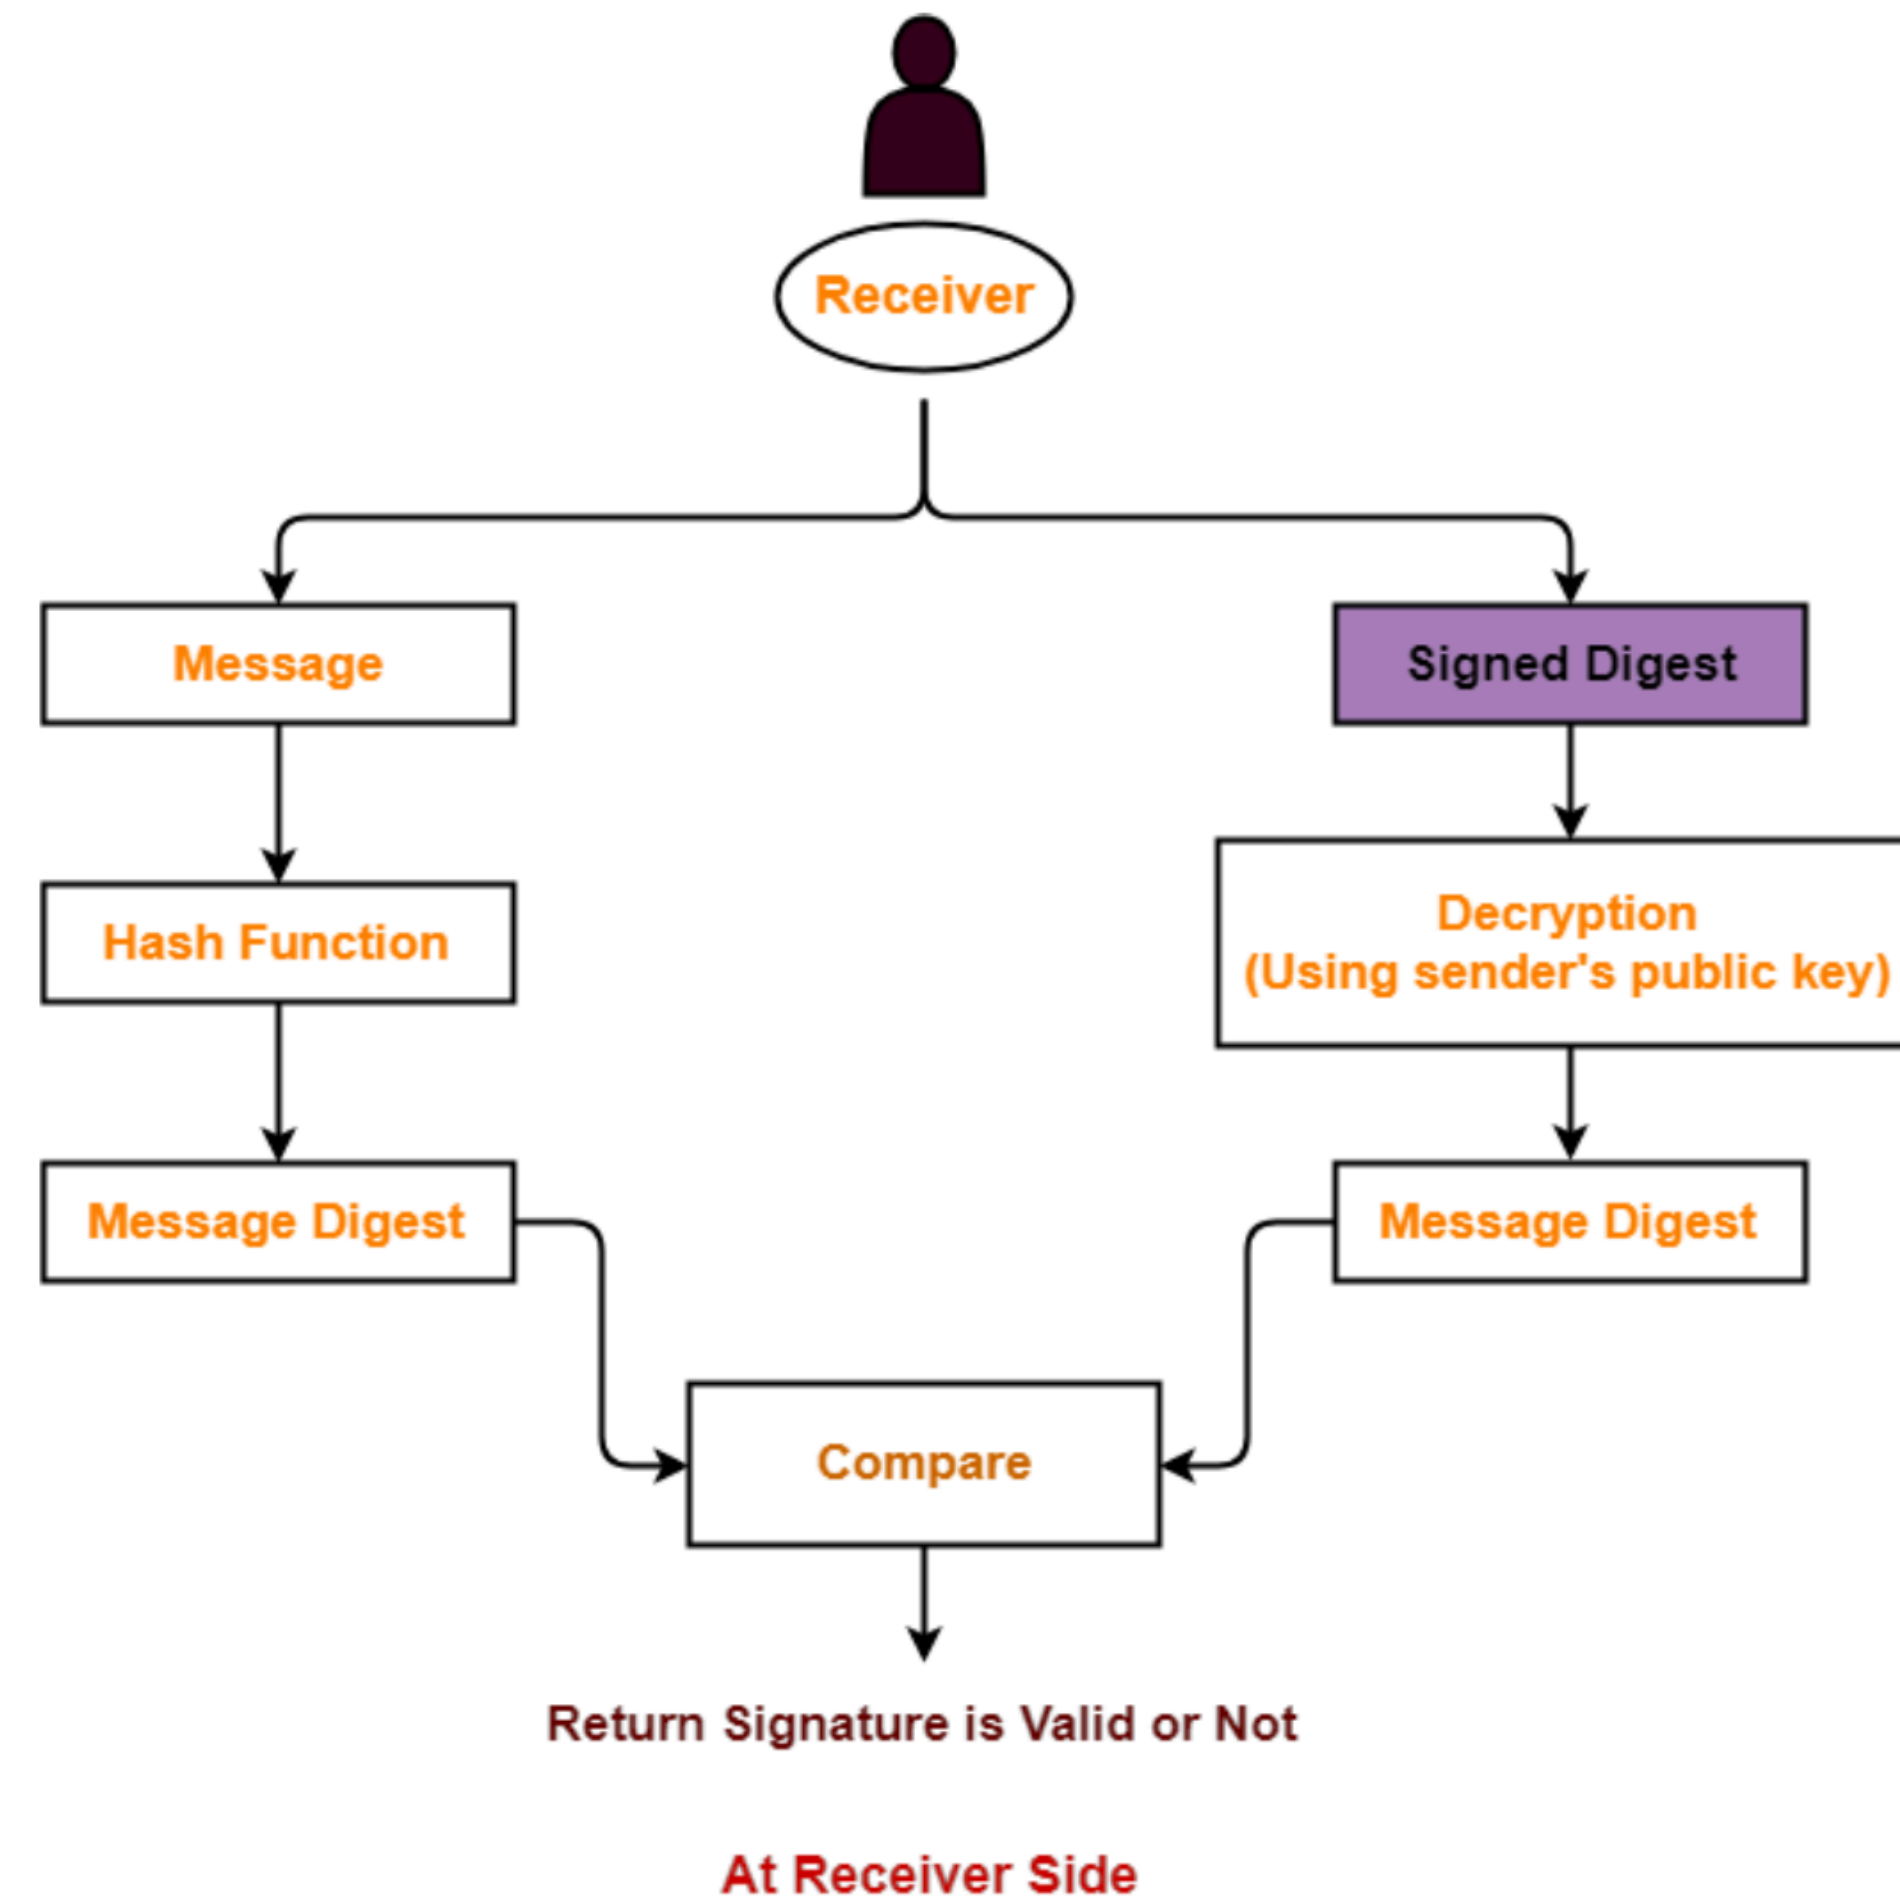 Receiver
Message
Signed Digest
Hash Function
Decryption
(Using sender's public key)
Message Digest
Message Digest
Compare
Return Signature is Valid or Not
At Receiver Side